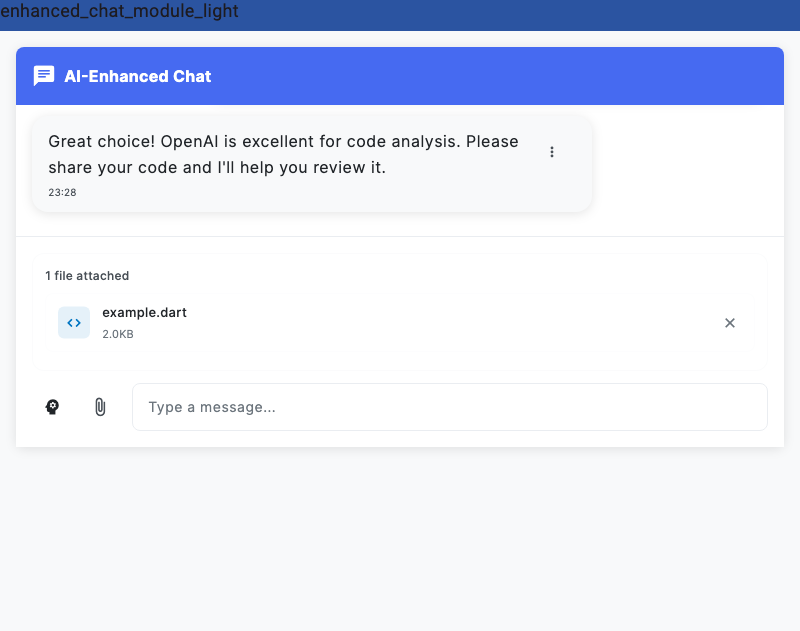 enhanced_chat_module_light
AI-Enhanced Chat
Great choice! OpenAI is excellent for code analysis. Please
share your code and I'll help you review it.
23:28
1 file attached
example.dart
2.0KB
Type a message...